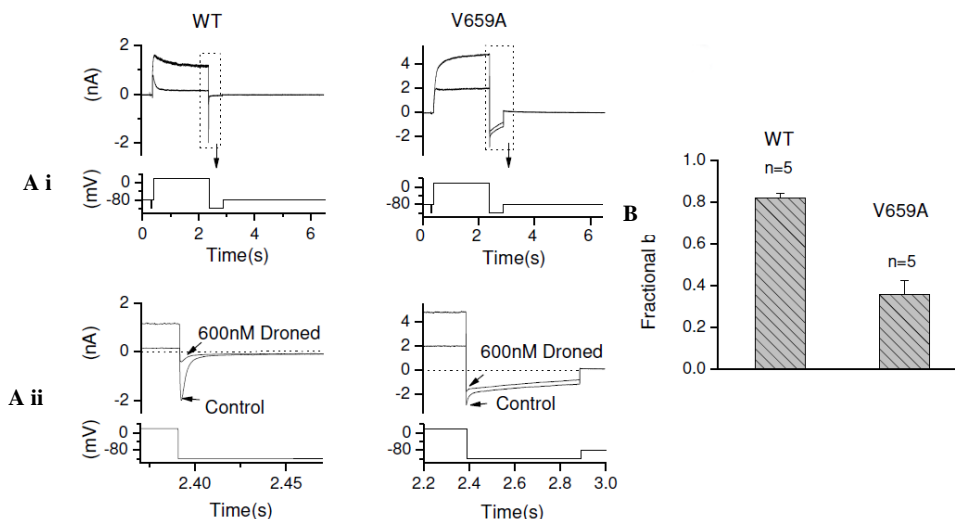 WT
V659A
2
0
-2
(nA)
4
2
0
-2
A i
0
-80
(mV)
0
-80
0 2 4 6
Time(s)
0 2 4 6
Time(s)
2
0
-2
(nA)
600nM Droned
Control
4
2
0
-2
600nM Droned
Control
A ii
0
-80
(mV)
0
-80
2.40 2.45
Time(s)
2.2 2.4 2.6 2.8 3.0
Time(s)
B
WT
n=5
V659A
n=5
1.0
0.8
0.6
0.4
0.2
0.0
Fractional b